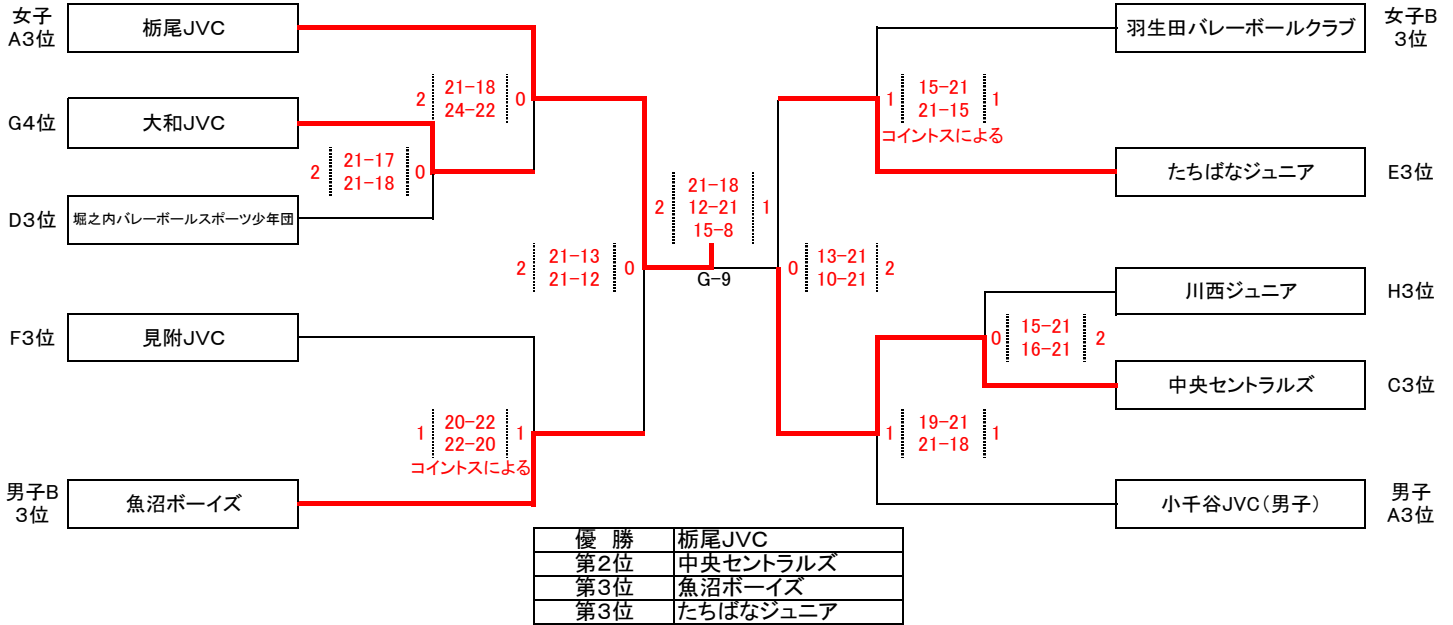 女子
A3位
栃尾JVC
2
21-18
24-22
0
G4位
大和JVC
2
21-17
21-18
0
D3位
堀之内バレーボールスポーツ少年団
2
21-13
21-12
0
F3位
見附JVC
1
20-22
22-20
1
コイントスによる
男子B
3位
魚沼ボーイズ
2
21-18
12-21
15-8
1
G-9
羽生田バレーボールクラブ
女子B
3位
1
15-21
21-15
1
コイントスによる
たちばなジュニア
E3位
0
13-21
10-21
2
川西ジュニア
H3位
0
15-21
16-21
2
中央セントラルズ
C3位
1
19-21
21-18
1
小千谷JVC(男子)
男子
A3位
優 勝 栃尾JVC
第2位 中央セントラルズ
第3位 魚沼ボーイズ
第3位 たちばなジュニア